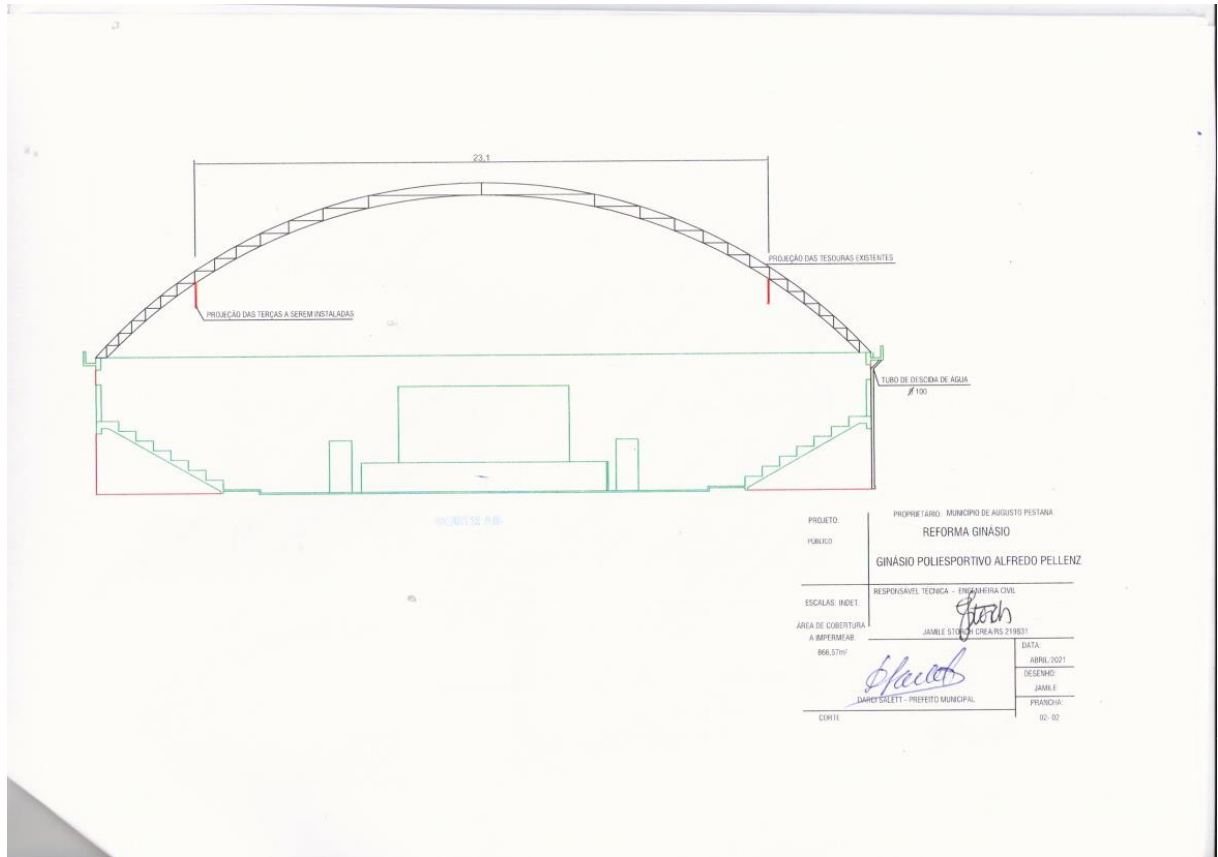 23,1
PROJEÇÃO DAS TESOURAS EXISTENTES
PROJEÇÃO DAS TERÇAS A SEREM INSTALADAS
TUBO DE DESCIDA DE ÁGUA
Ø 100
PROJETO:
PÚBLICO
PROPRIETÁRIO: MUNICÍPIO DE AUGUSTO PESTANA
REFORMA GINÁSIO
GINÁSIO POLIESPORTIVO ALFREDO PELLENZ
ESCALAS: INDET.
RESPONSÁVEL TÉCNICA - ENGENHEIRA CIVIL
Storch
JAMILE STORCH CREA/RS 219831
ÁREA DE COBERTURA
A IMPERMEAB.
866,57m²
DARCI SALETT - PREFEITO MUNICIPAL
DATA:
ABRIL/2021
DESENHO:
JAMILE
PRANCHA:
02- 02
CORTE